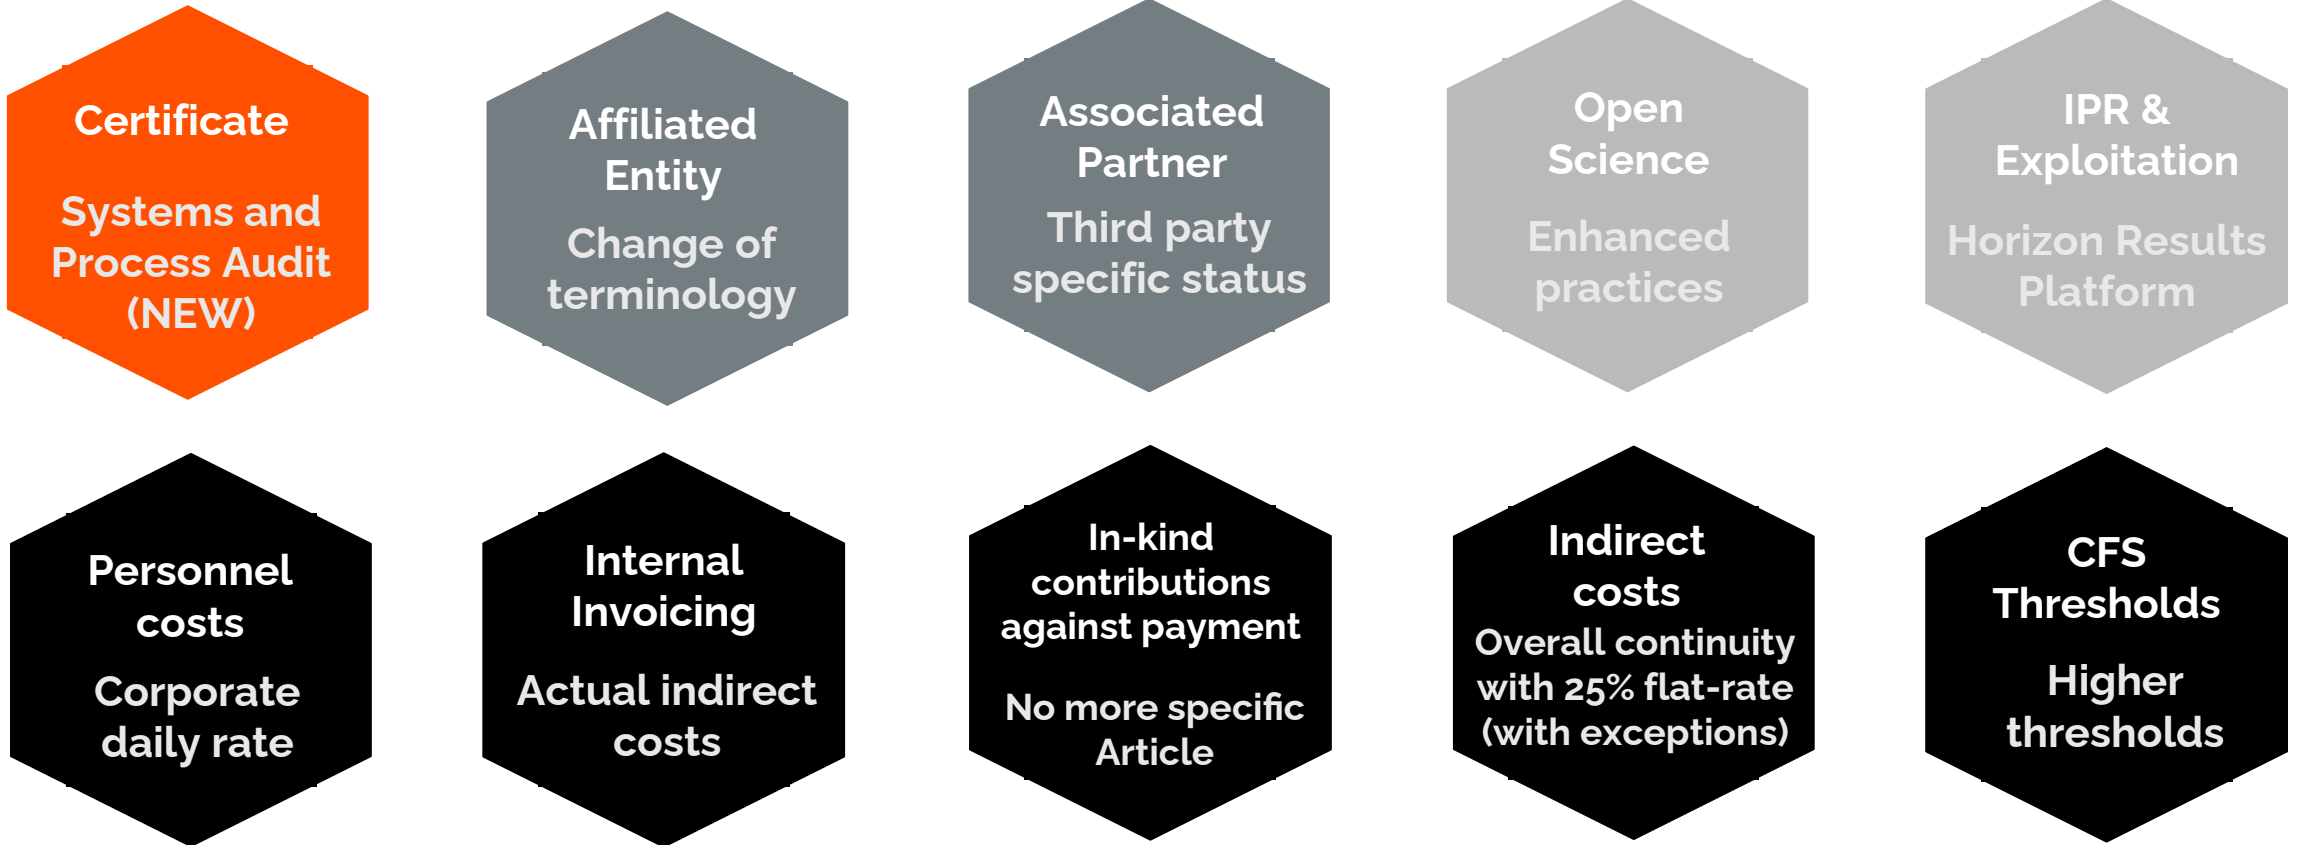 Certificate
Systems and
Process Audit
(NEW)
Affiliated
Entity
Change of
terminology
Associated
Partner
Third party
specific status
Open
Science
Enhanced
practices
IPR &
Exploitation
Horizon Results
Platform
Personnel
costs
Corporate
daily rate
Internal
Invoicing
Actual indirect
costs
In-kind
contributions
against payment
No more specific
Article
Indirect
costs
Overall continuity
with 25% flat-rate
(with exceptions)
CFS
Thresholds
Higher
thresholds